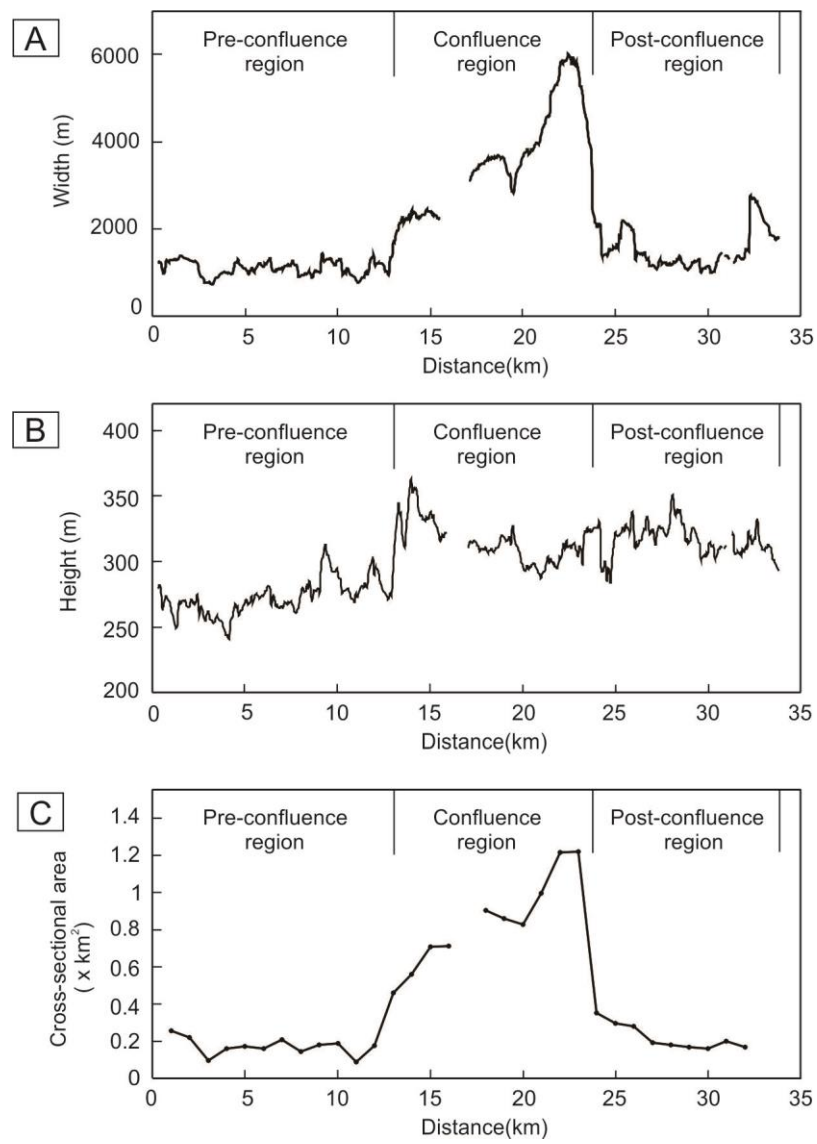 A
Pre-confluence
region
Confluence
region
Post-confluence
region
6000
4000
2000
0
Width (m)
0 5 10 15 20 25 30 35
Distance(km)
B
Pre-confluence
region
Confluence
region
Post-confluence
region
400
350
300
250
200
Height (m)
0 5 10 15 20 25 30 35
Distance(km)
C
Pre-confluence
region
Confluence
region
Post-confluence
region
1.4
1.2
1
0.8
0.6
0.4
0.2
0
Cross-sectional area
( x km²)
0 5 10 15 20 25 30 35
Distance(km)